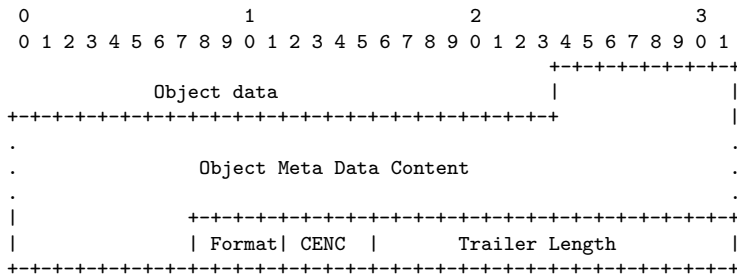 0                   1                   2                   3
0 1 2 3 4 5 6 7 8 9 0 1 2 3 4 5 6 7 8 9 0 1 2 3 4 5 6 7 8 9 0 1
                                                +-+-+-+-+-+-+-+-+
             Object data                        |               |
+-+-+-+-+-+-+-+-+-+-+-+-+-+-+-+-+-+-+-+-+-+-+-+-+               |
.                                                               .
.                Object Meta Data Content                       .
.                                                               .
|               +-+-+-+-+-+-+-+-+-+-+-+-+-+-+-+-+-+-+-+-+-+-+-+-+
|               | Format| CENC  |       Trailer Length          |
+-+-+-+-+-+-+-+-+-+-+-+-+-+-+-+-+-+-+-+-+-+-+-+-+-+-+-+-+-+-+-+-+